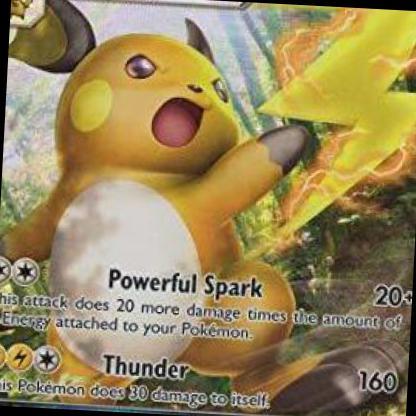 Powerful Spark 20+
his attack does 20 more damage times the amount of
Energy attached to your Pokémon.
Thunder 160
is Pokémon does 30 damage to itself.